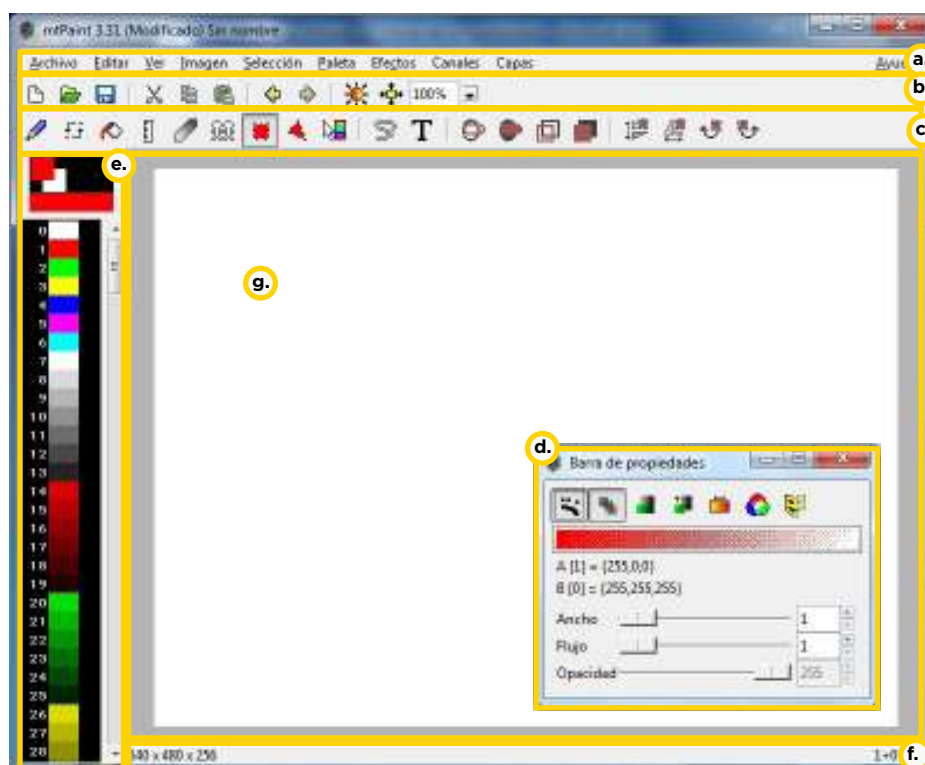 mtPaint 3.31 (Modificado) Sin nombre
Archivo Editar Ver Imagen Selección Paleta Efectos Canales Capas
a.
100%
b
T
c
e.
0
1
2
3
4
5
6
7
8
9
10
11
12
13
14
15
16
17
18
19
20
21
22
23
24
25
26
27
28
g.
d.
Barra de propiedades
A [1] = {255,0,0}
B [0] = {255,255,255}
Ancho 1
Flujo 1
Opacidad 255
640 x 480 x 256
f.